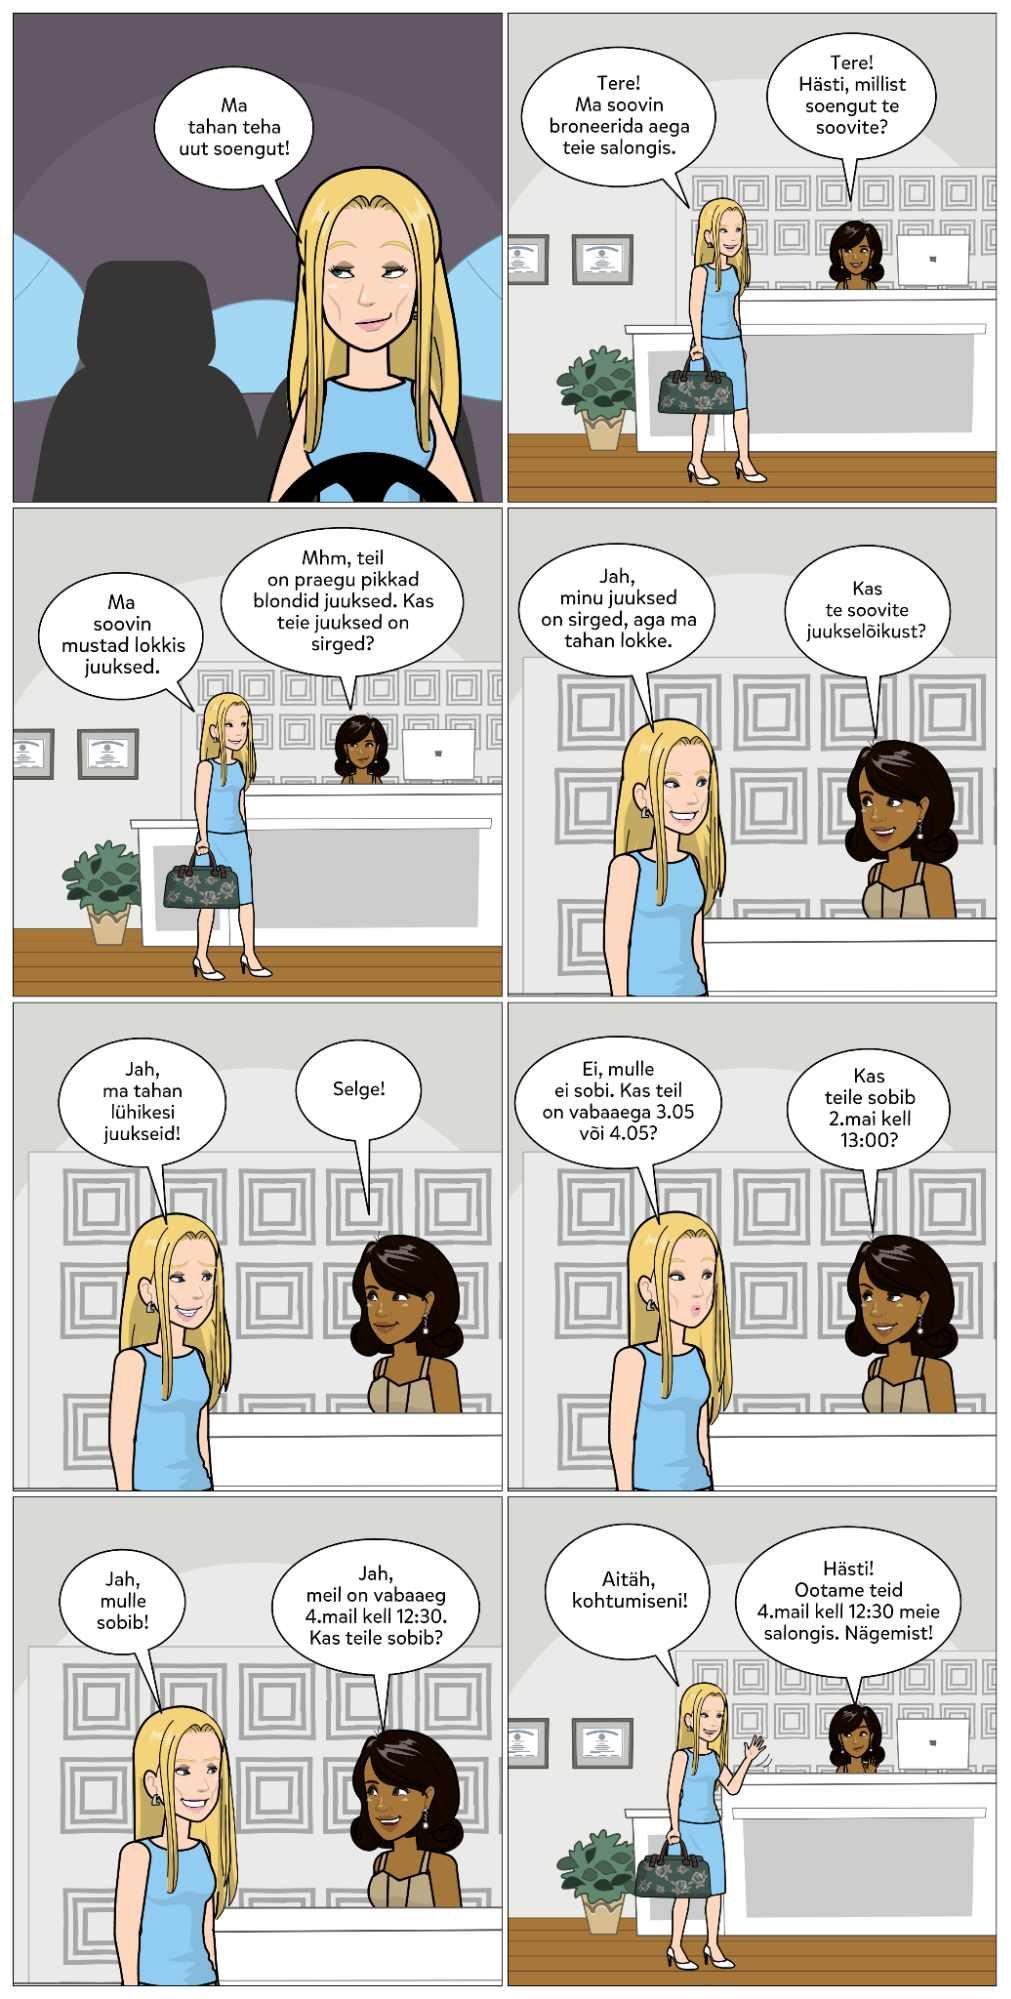 Ma
tahan teha
uut soengut!
Tere!
Ma soovin
broneerida aega
teie salongis.
Tere!
Hästi, millist
soengut te
soovite?
Ma
soovin
mustad lokkis
juuksed.
Mhm, teil
on praegu pikkad
blondid juuksed. Kas
teie juuksed on
sirged?
Jah,
minu juuksed
on sirged, aga ma
tahan lokke.
Kas
te soovite
juukselõikust?
Jah,
ma tahan
lühikesi
juukseid!
Selge!
Ei, mulle
ei sobi. Kas teil
on vabaaega 3.05
või 4.05?
Kas
teile sobib
2.mai kell
13:00?
Jah,
mulle
sobib!
Jah,
meil on vabaaeg
4.mail kell 12:30.
Kas teile sobib?
Aitäh,
kohtumiseni!
Hästi!
Ootame teid
4.mail kell 12:30 meie
salongis. Nägemist!